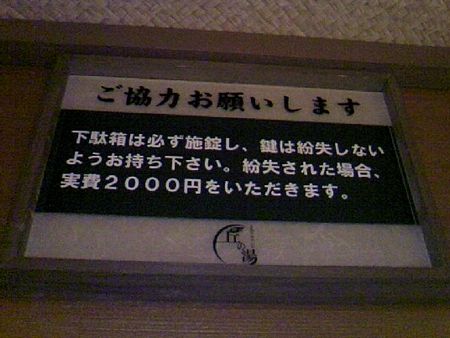 ご協力お願いします
下駄箱は必ず施錠し、鍵は紛失しない
ようお持ち下さい。紛失された場合、
実費2000円をいただきます。
丘の湯